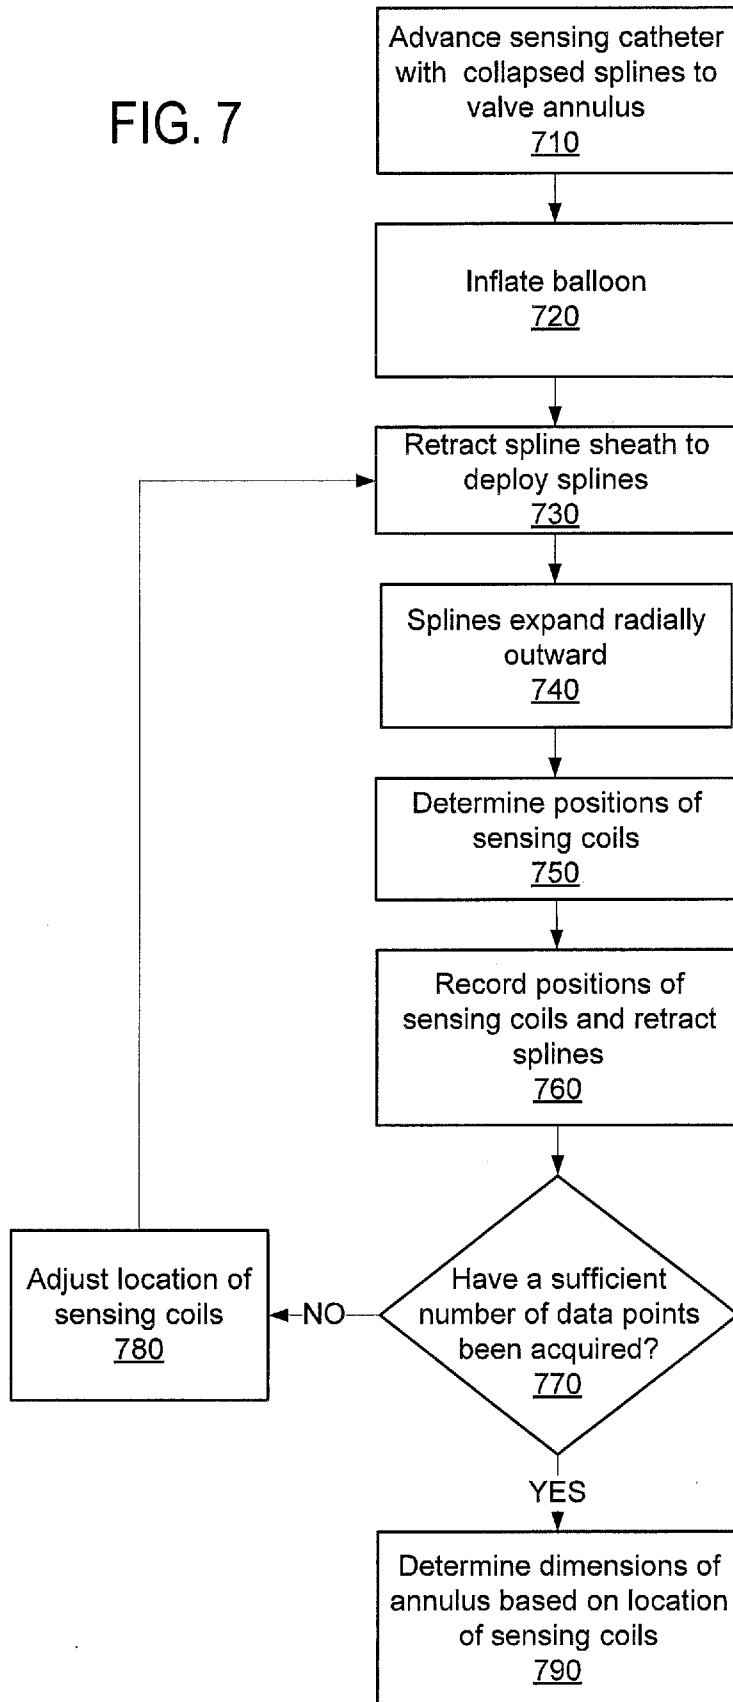 FIG. 7
Advance sensing catheter
with collapsed splines to
valve annulus
710
Inflate balloon
720
Retract spline sheath to
deploy splines
730
Splines expand radially
outward
740
Determine positions of
sensing coils
750
Record positions of
sensing coils and retract
splines
760
Have a sufficient
number of data points
been acquired?
770
NO
Adjust location of
sensing coils
780
YES
Determine dimensions of
annulus based on location
of sensing coils
790